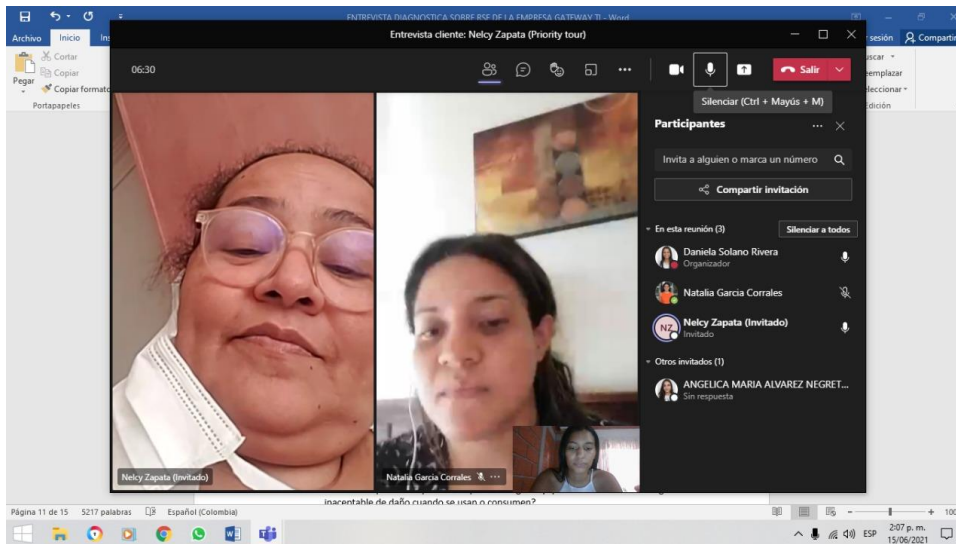 ENTREVISTA DIAGNOSTICA SOBRE RSE DE LA EMPRESA GATEWAY TI - Word
Archivo
Inicio
sesión
Compartir
Entrevista cliente: Nelcy Zapata (Priority tour)
Cortar
Copiar
Copiar formato
Pegar
Portapapeles
06:30
Salir
Silenciar (Ctrl + Mayús + M)
Participantes
Invita a alguien o marca un número
Compartir invitación
En esta reunión (3)
Silenciar a todos
Daniela Solano Rivera
Organizador
Natalia Garcia Corrales
NZ
Nelcy Zapata (Invitado)
Invitado
Otros invitados (1)
ANGELICA MARIA ALVAREZ NEGRET...
Sin respuesta
Nelcy Zapata (Invitado)
Natalia Garcia Corrales
inaceptable de daño cuando se usan o consumen?
Página 11 de 15 5217 palabras Español (Colombia)
ESP
2:07 p. m.
15/06/2021